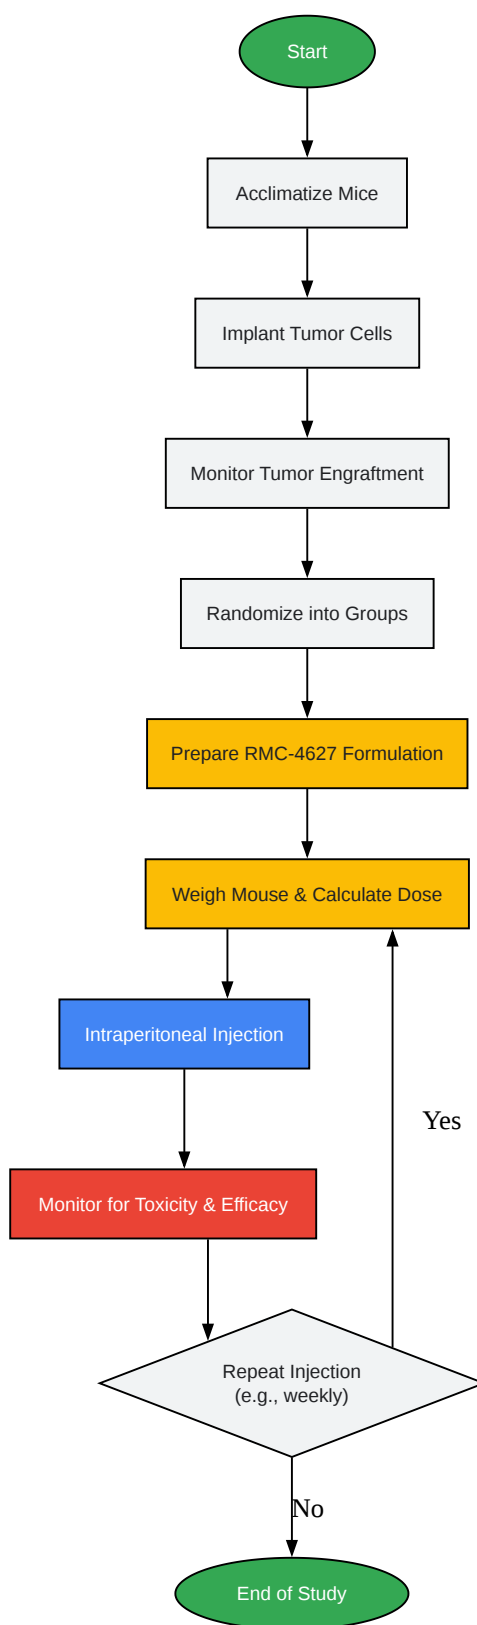 Start
Acclimatize Mice
Implant Tumor Cells
Monitor Tumor Engraftment
Randomize into Groups
Prepare RMC-4627 Formulation
Weigh Mouse & Calculate Dose
Intraperitoneal Injection
Yes
Monitor for Toxicity & Efficacy
Repeat Injection
(e.g., weekly)
No
End of Study